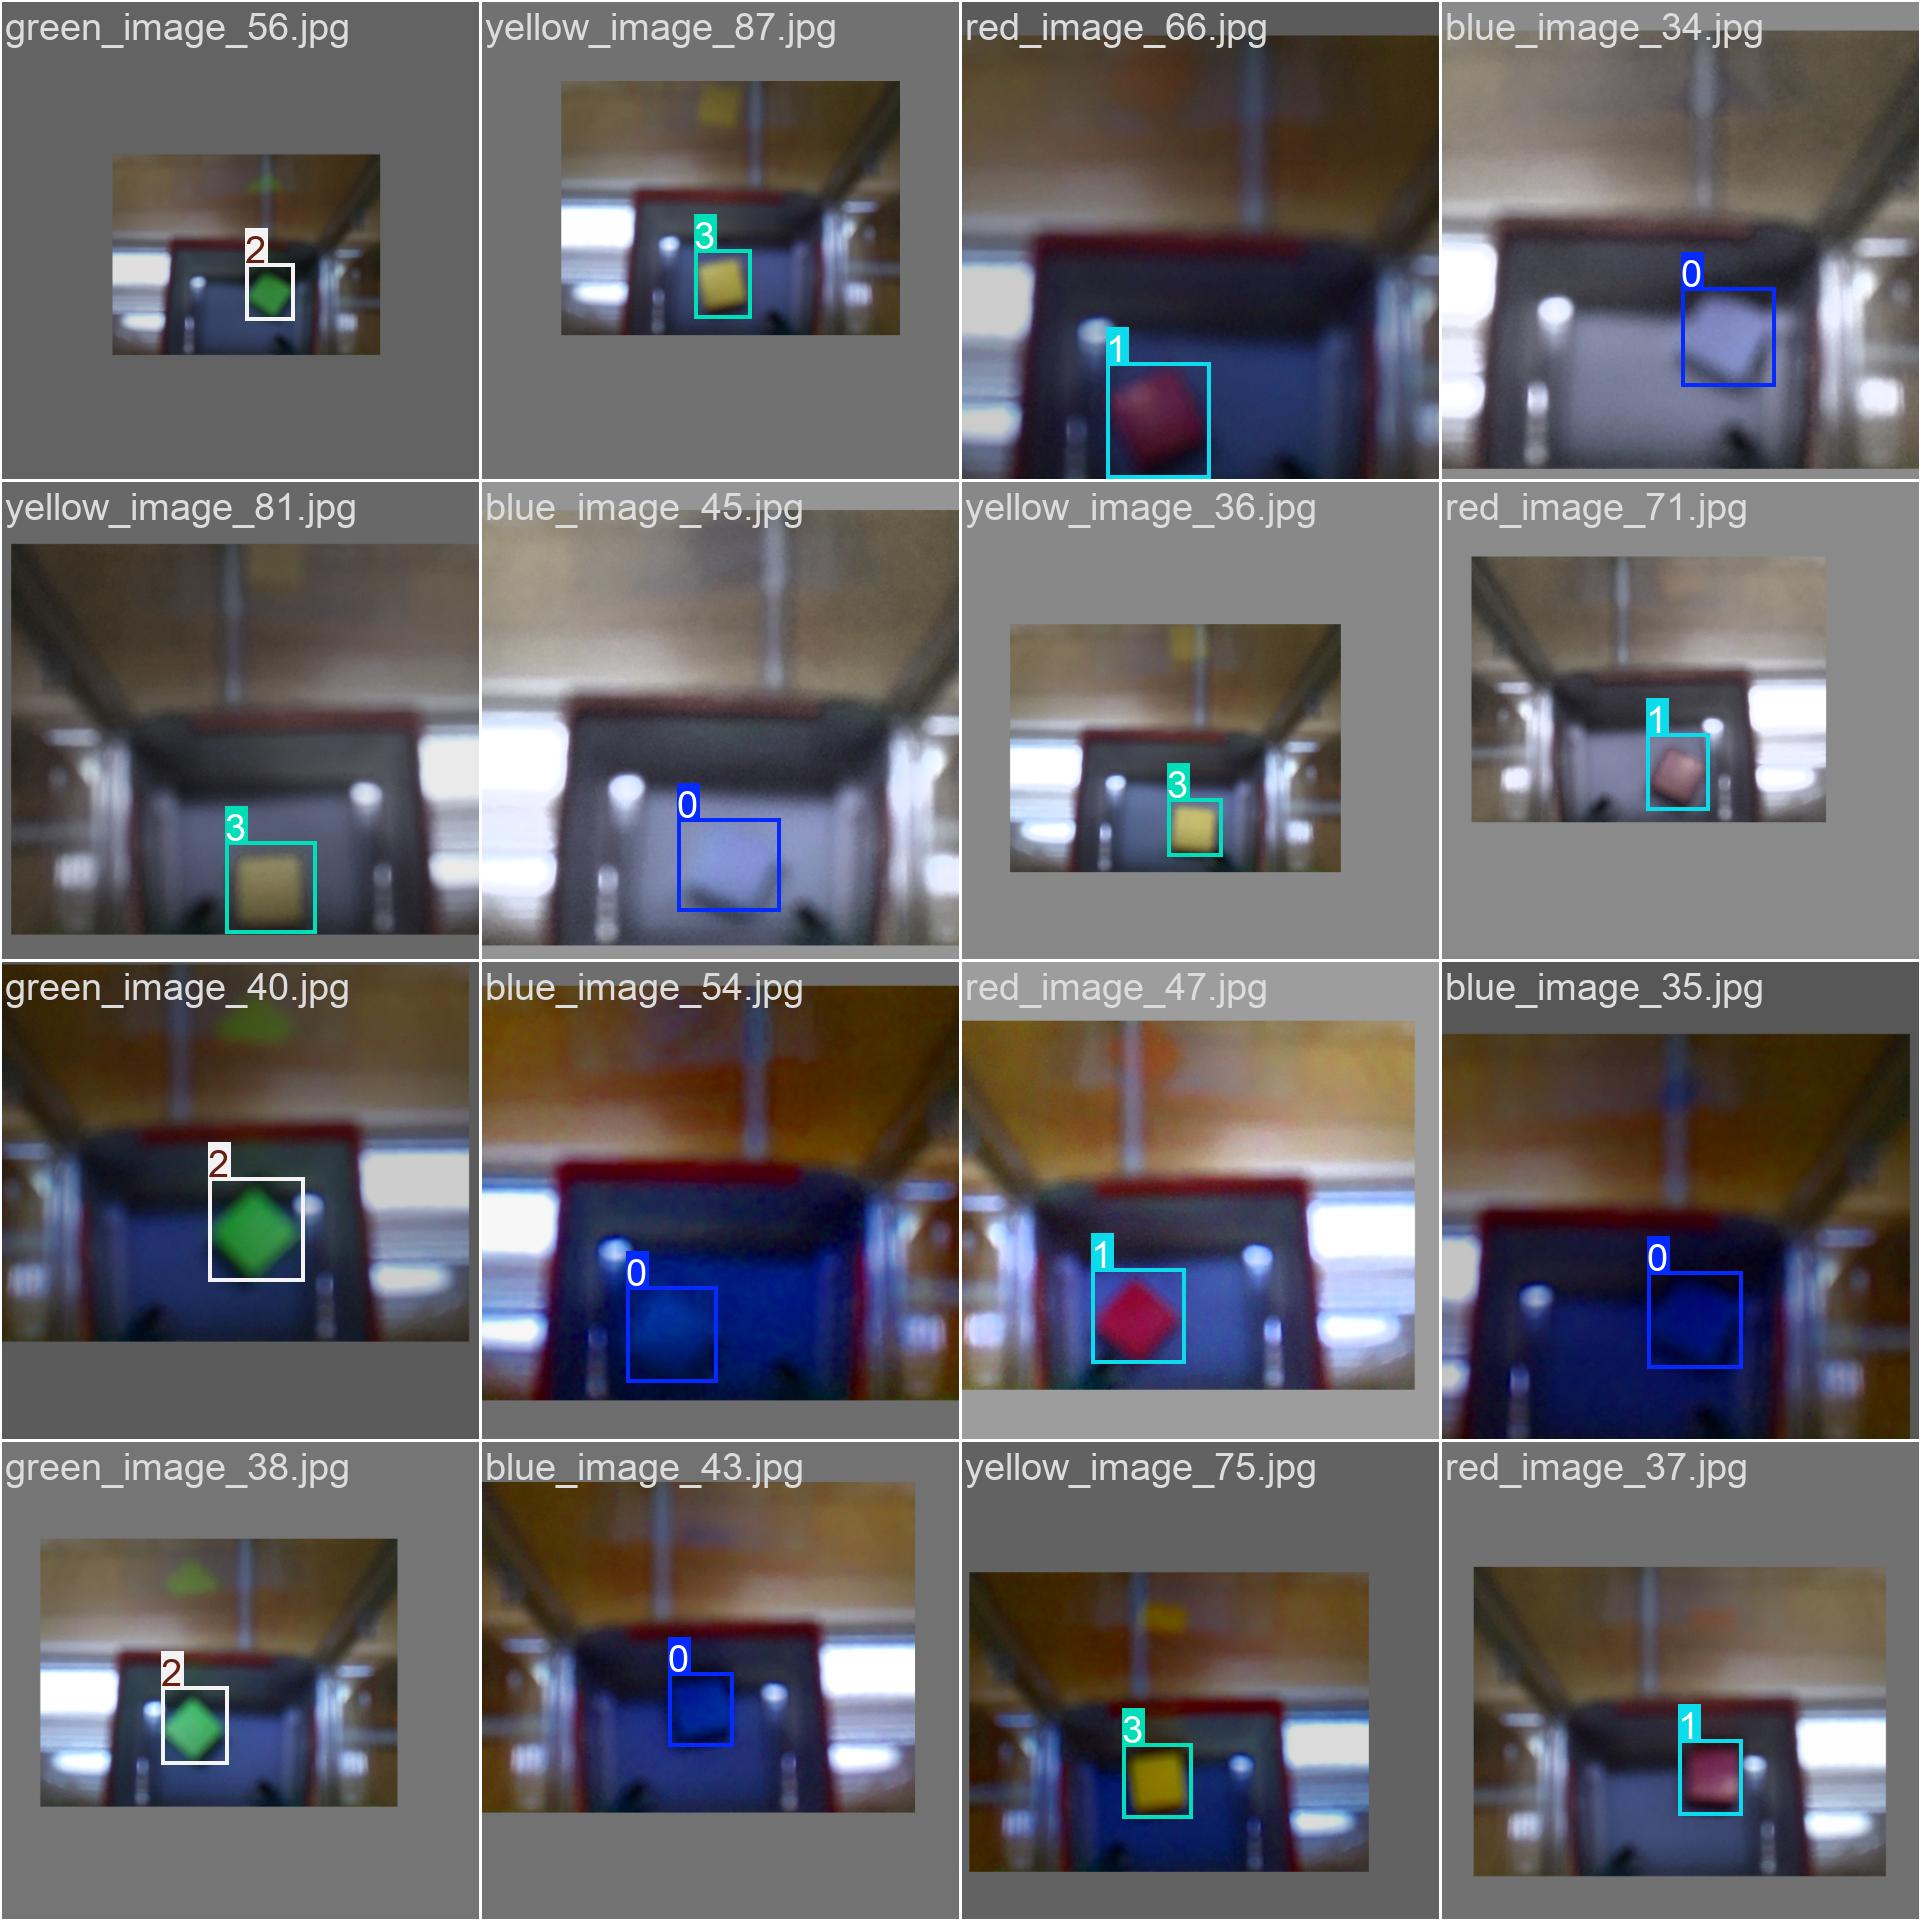 green_image_56.jpg
yellow_image_87.jpg
red_image_66.jpg
blue_image_34.jpg
2
3
1
0
yellow_image_81.jpg
blue_image_45.jpg
yellow_image_36.jpg
red_image_71.jpg
3
0
3
1
green_image_40.jpg
blue_image_54.jpg
red_image_47.jpg
blue_image_35.jpg
2
0
1
0
green_image_38.jpg
blue_image_43.jpg
yellow_image_75.jpg
red_image_37.jpg
2
0
3
1